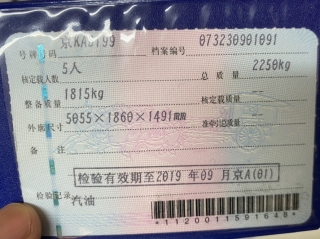 号牌号码 京KAD199 档案编号 073230901091
核定载人数 5人 总质量 2250kg
整备质量 1815kg 核定载质量 --
外廓尺寸 5055×1860×1491mm 准牵引总质量 --
备注
检验有效期至2019年09月京A(01)
检验记录
汽油
*1120011591648*